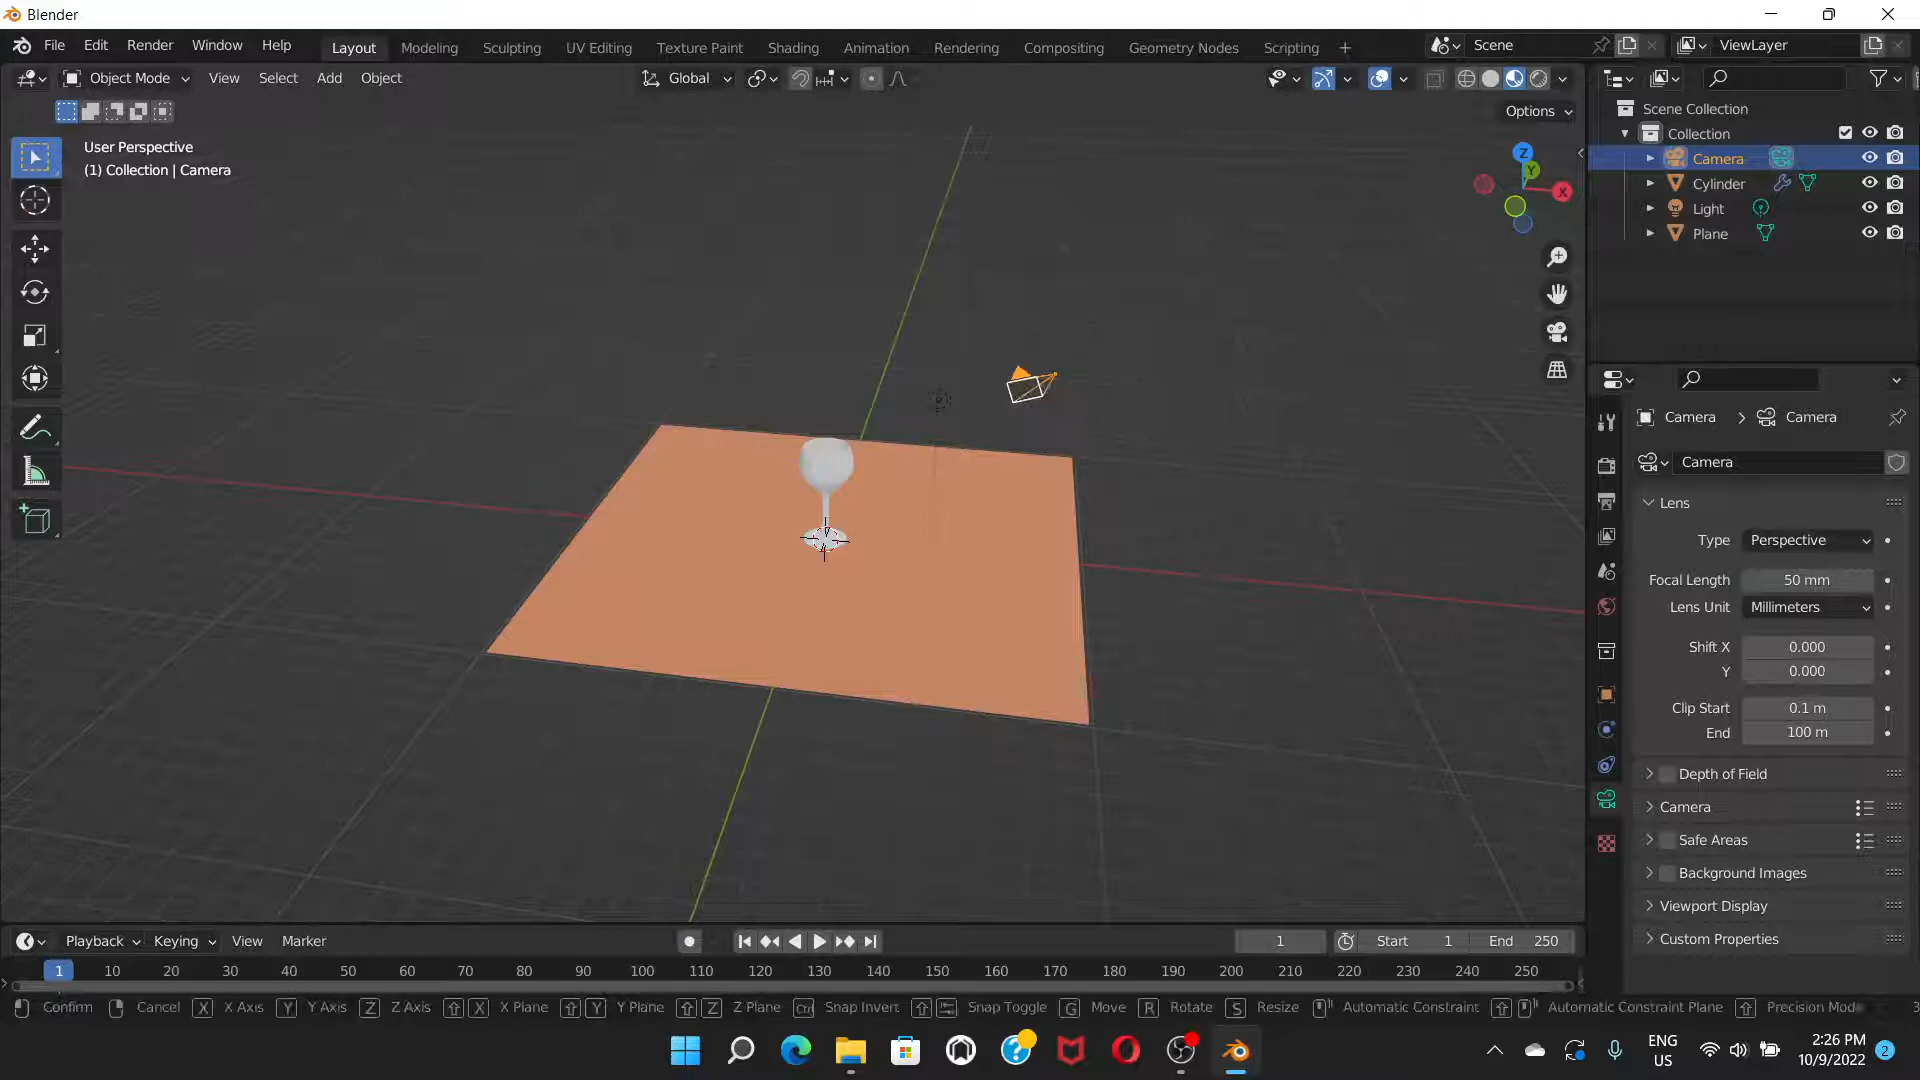 Blender
File Edit Render Window Help Layout Modeling Sculpting UV Editing Texture Paint Shading Animation Rendering Compositing Geometry Nodes Scripting + Scene ViewLayer
Object Mode View Select Add Object Global
Options
User Perspective
(1) Collection | Camera
Z
Y
X
Scene Collection
Collection
Camera
Cylinder
Light
Plane
Camera > Camera
Camera
Lens
Type Perspective
Focal Length 50 mm
Lens Unit Millimeters
Shift X 0.000
Y 0.000
Clip Start 0.1 m
End 100 m
Depth of Field
Camera
Safe Areas
Background Images
Viewport Display
Custom Properties
Playback Keying View Marker 1 Start 1 End 250
1 10 20 30 40 50 60 70 80 90 100 110 120 130 140 150 160 170 180 190 200 210 220 230 240 250
Confirm Cancel X X Axis Y Y Axis Z Z Axis X X Plane Y Y Plane Z Z Plane Ctrl Snap Invert Snap Toggle G Move R Rotate S Resize Automatic Constraint Automatic Constraint Plane Precision Mode
ENG
US
2:26 PM
10/9/2022
2